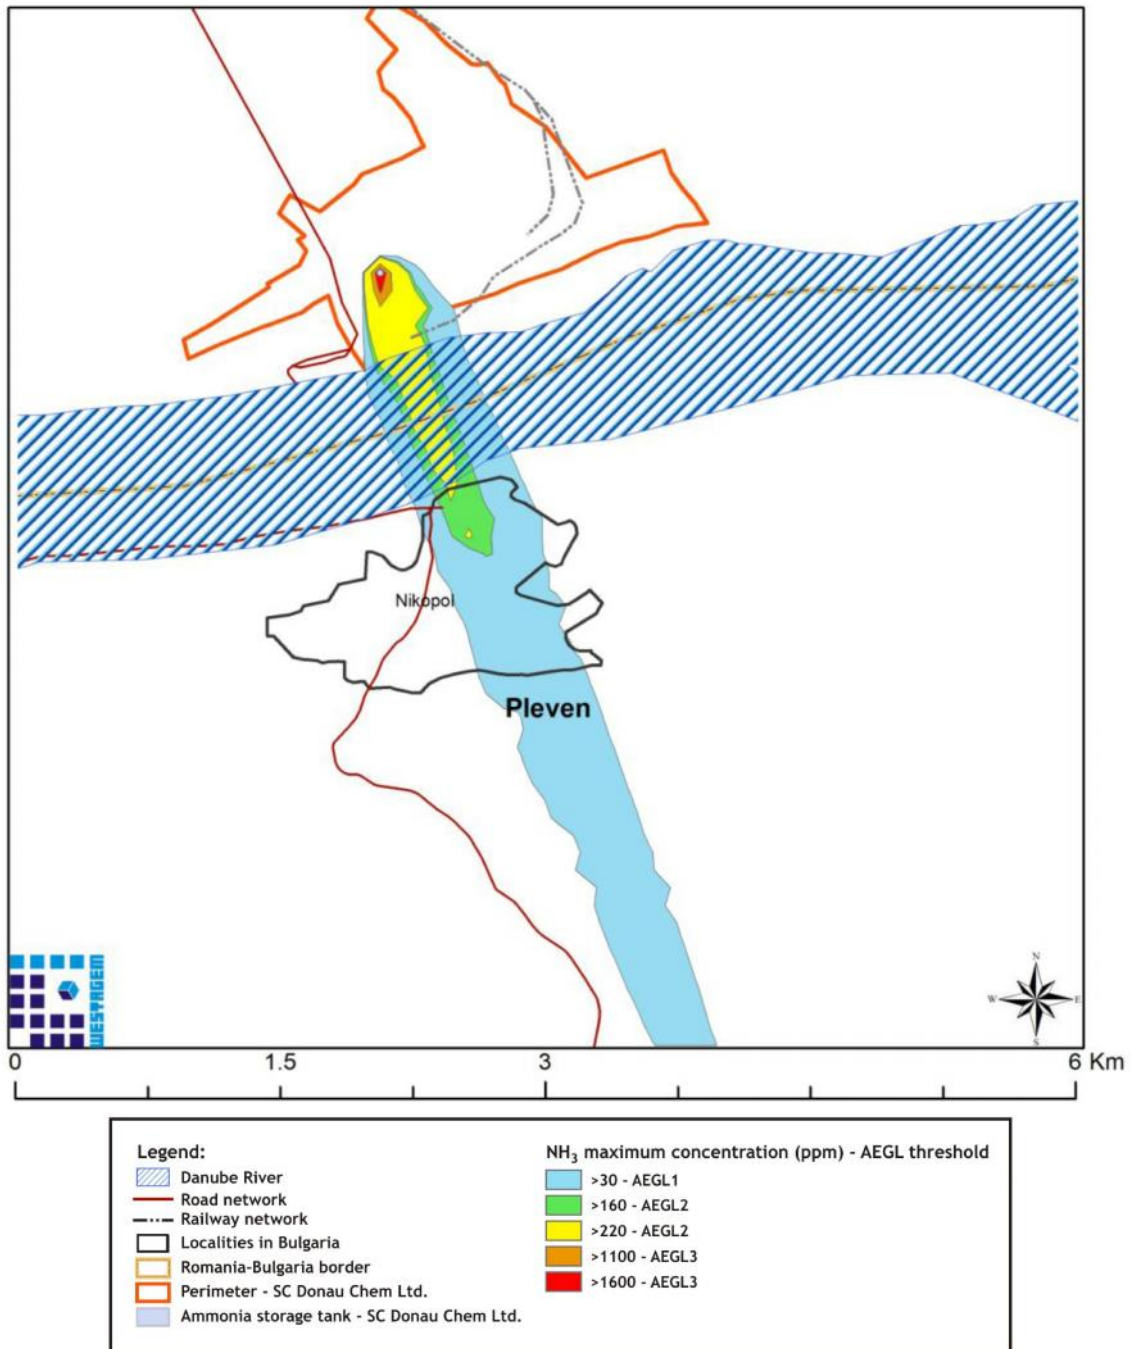 Nikopol
Pleven
WESTAGEM
N
W
E
S
0 1.5 3 6 Km
Legend:
Danube River
Road network
Railway network
Localities in Bulgaria
Romania-Bulgaria border
Perimeter - SC Donau Chem Ltd.
Ammonia storage tank - SC Donau Chem Ltd.
NH₃ maximum concentration (ppm) - AEGL threshold
>30 - AEGL1
>160 - AEGL2
>220 - AEGL2
>1100 - AEGL3
>1600 - AEGL3